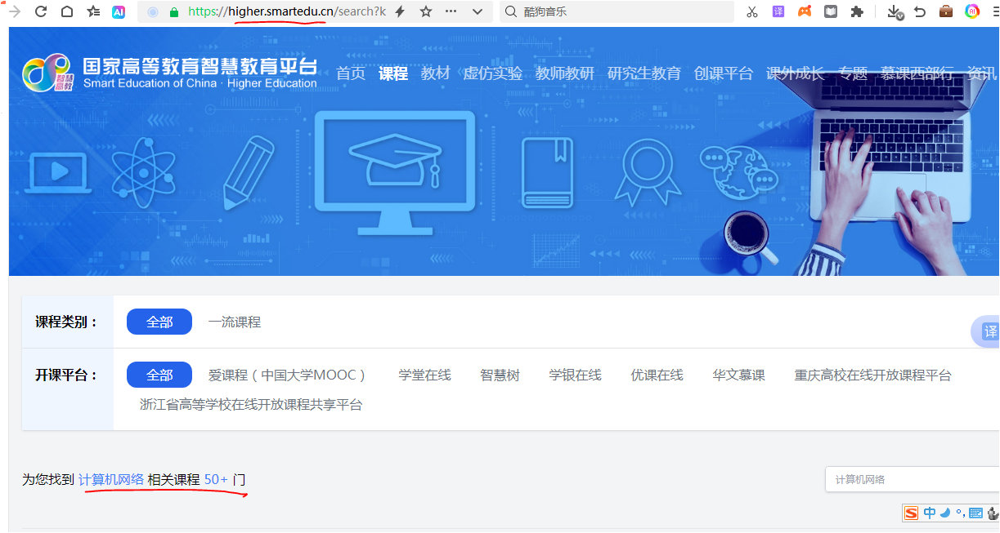 AI https://higher.smartedu.cn/search?k 酷狗音乐 译 AI
国家高等教育智慧教育平台
智慧高教 Smart Education of China · Higher Education
首页 课程 教材 虚仿实验 教师教研 研究生教育 创课平台 课外成长 专题 慕课西部行 资讯
课程类别： 全部 一流课程
译
开课平台： 全部 爱课程（中国大学MOOC） 学堂在线 智慧树 学银在线 优课在线 华文慕课 重庆高校在线开放课程平台
浙江省高等学校在线开放课程共享平台
为您找到 计算机网络 相关课程 50+ 门 计算机网络
S 中